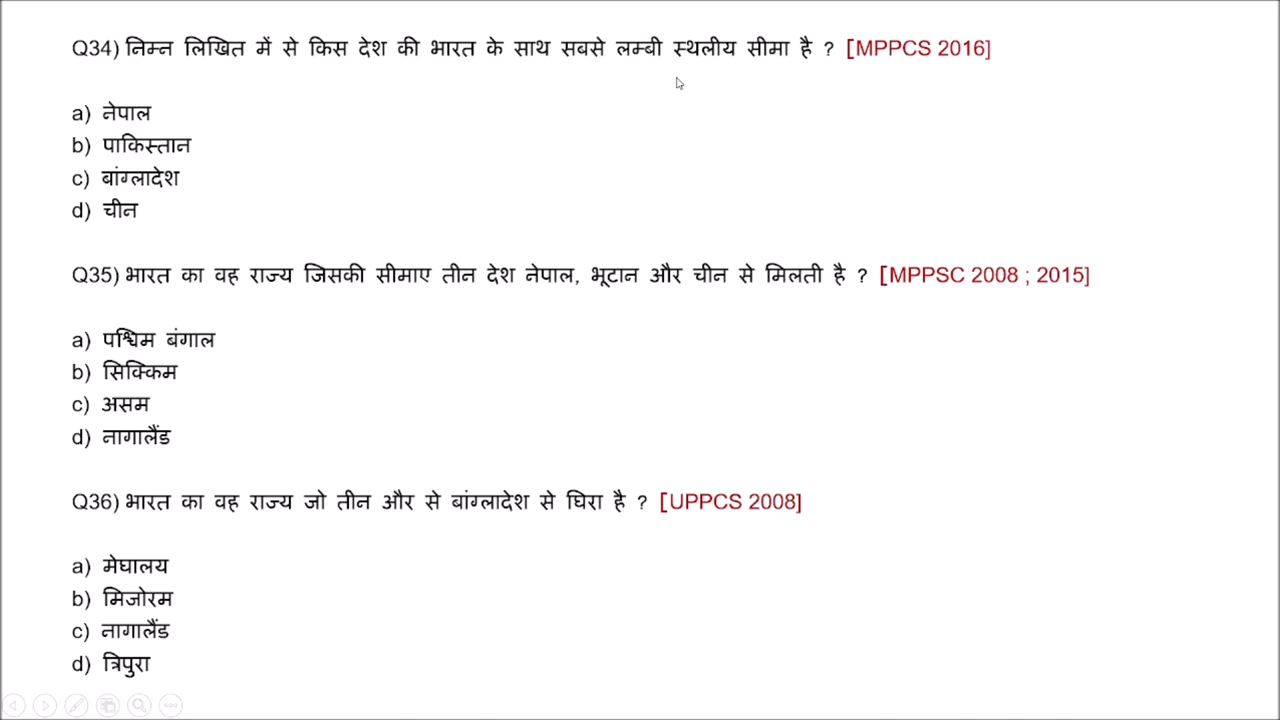 Q34) निम्न लिखित में से किस देश की भारत के साथ सबसे लम्बी स्थलीय सीमा है ? [MPPCS 2016]
a) नेपाल
b) पाकिस्तान
c) बांग्लादेश
d) चीन
Q35) भारत का वह राज्य जिसकी सीमाए तीन देश नेपाल, भूटान और चीन से मिलती है ? [MPPSC 2008 ; 2015]
a) पश्चिम बंगाल
b) सिक्किम
c) असम
d) नागालैंड
Q36) भारत का वह राज्य जो तीन और से बांग्लादेश से घिरा है ? [UPPCS 2008]
a) मेघालय
b) मिजोरम
c) नागालैंड
d) त्रिपुरा